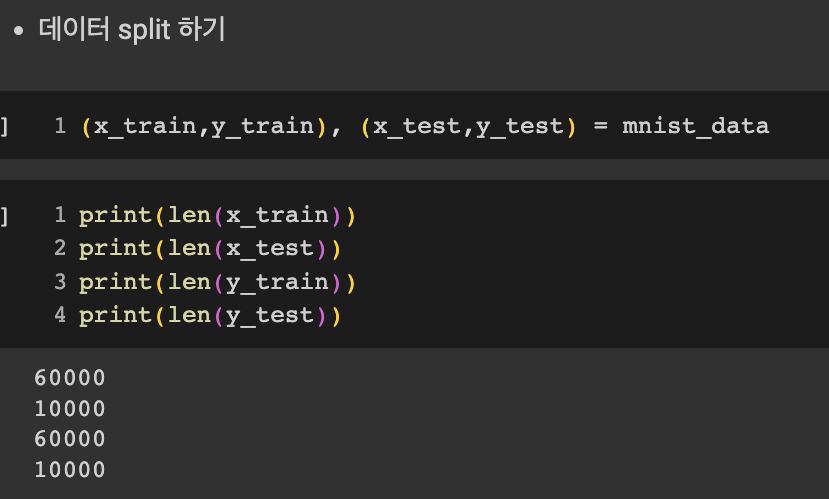 • 데이터 split 하기
] 1 (x_train,y_train), (x_test,y_test) = mnist_data
] 1 print(len(x_train))
2 print(len(x_test))
3 print(len(y_train))
4 print(len(y_test))
60000
10000
60000
10000